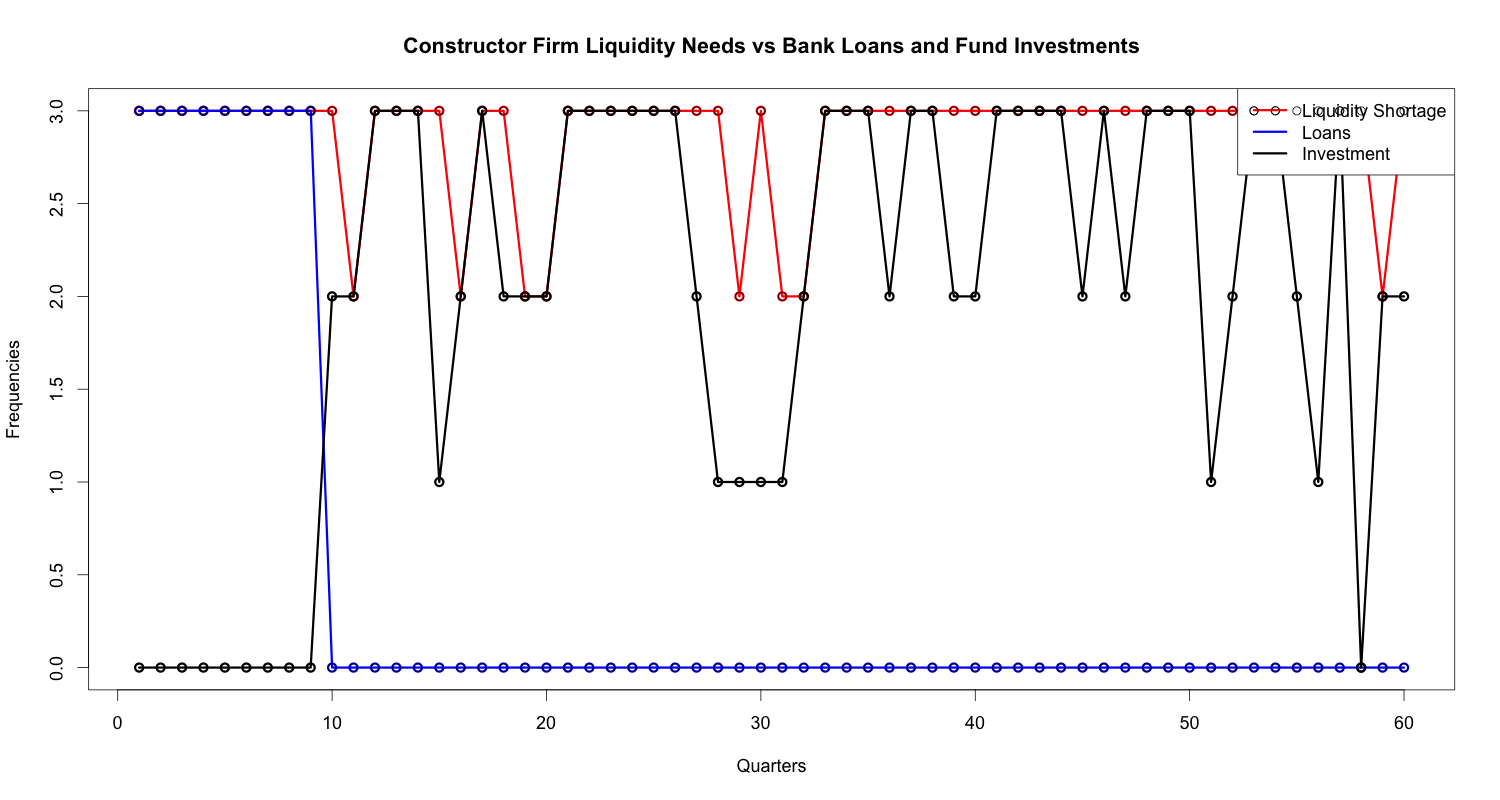 Constructor Firm Liquidity Needs vs Bank Loans and Fund Investments
Liquidity Shortage
Loans
Investment
3.0
2.5
2.0
1.5
1.0
0.5
0.0
Frequencies
0 10 20 30 40 50 60
Quarters